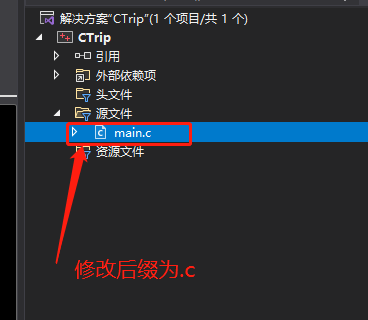 解决方案"CTrip"(1 个项目/共 1 个)
CTrip
引用
外部依赖项
头文件
源文件
main.c
资源文件
修改后缀为.c